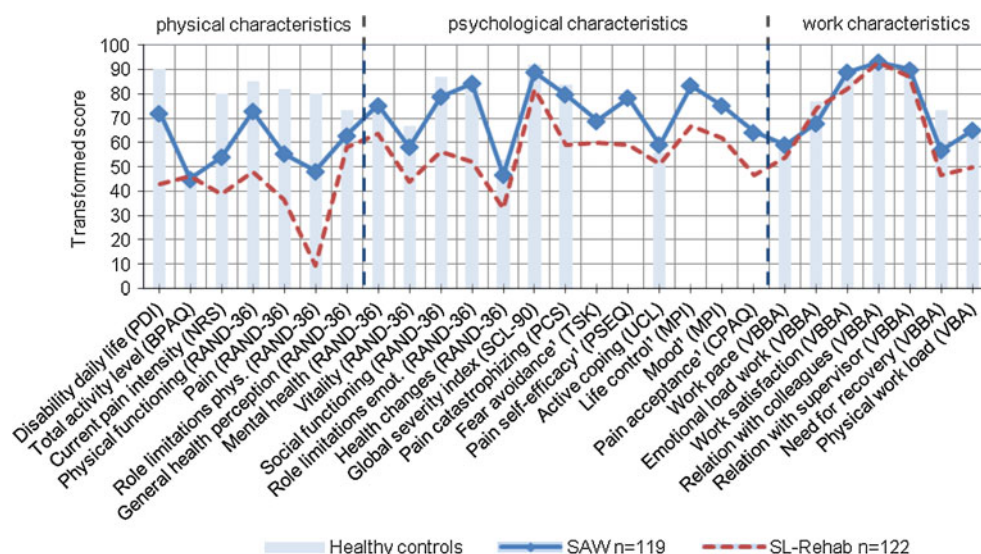 physical characteristics
psychological characteristics
work characteristics
Transformed score
100
90
80
70
60
50
40
30
20
10
0
Disability daily life (PDI)
Total activity level (BPAQ)
Current pain intensity (NRS)
Physical functioning (RAND-36)
Pain (RAND-36)
Role limitations phys. (RAND-36)
General health perception (RAND-36)
Mental health (RAND-36)
Vitality (RAND-36)
Social functioning (RAND-36)
Role limitations emot. (RAND-36)
Health changes (RAND-36)
Global severity index (SCL-90)
Pain catastrophizing (PCS)
Fear avoidance¹ (TSK)
Pain self-efficacy¹ (PSEQ)
Active coping (UCL)
Life control¹ (MPI)
Mood¹ (MPI)
Pain acceptance¹ (CPAQ)
Work pace (VBBA)
Emotional load work (VBBA)
Work satisfaction (VBBA)
Relation with colleagues (VBBA)
Relation with supervisor (VBBA)
Need for recovery (VBBA)
Physical work load (VBA)
Healthy controls
SAW n=119
SL-Rehab n=122